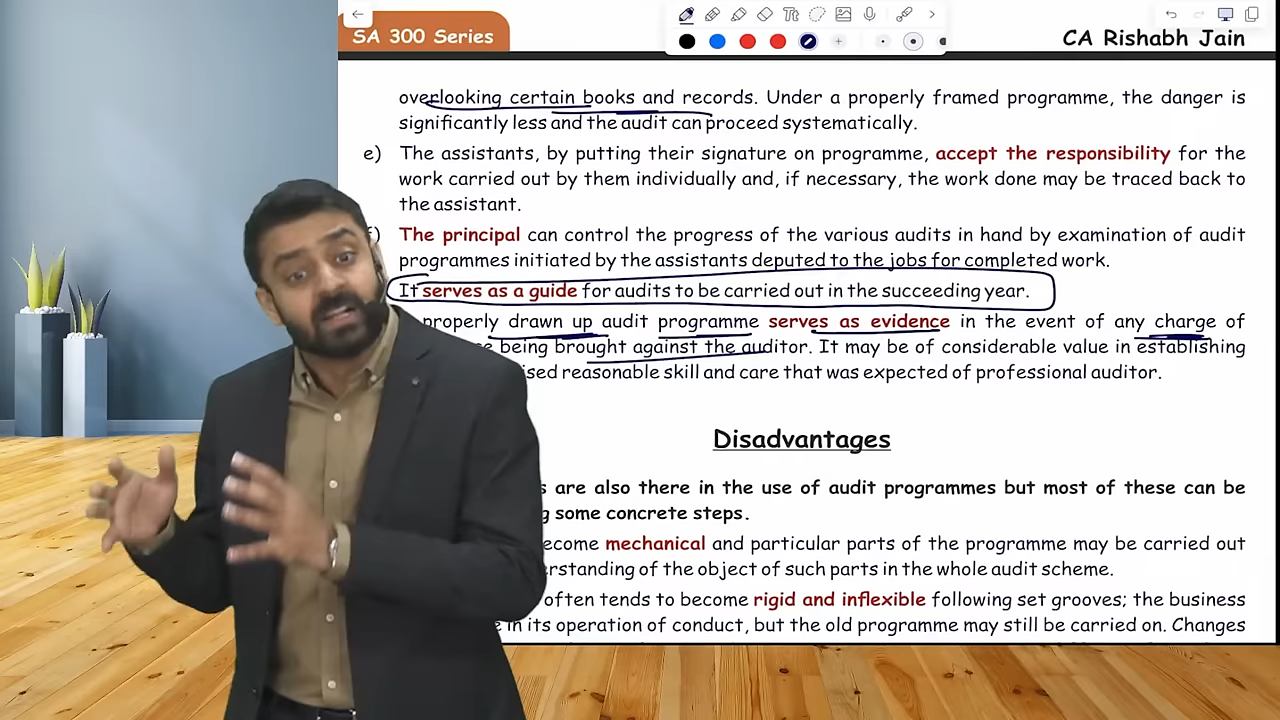 SA 300 Series
CA Rishabh Jain
overlooking certain books and records. Under a properly framed programme, the danger is
significantly less and the audit can proceed systematically.
e) The assistants, by putting their signature on programme, accept the responsibility for the
work carried out by them individually and, if necessary, the work done may be traced back to
the assistant.
The principal can control the progress of the various audits in hand by examination of audit
programmes initiated by the assistants deputed to the jobs for completed work.
It serves as a guide for audits to be carried out in the succeeding year.
properly drawn up audit programme serves as evidence in the event of any charge of
being brought against the auditor. It may be of considerable value in establishing
reasonable skill and care that was expected of professional auditor.
Disadvantages
are also there in the use of audit programmes but most of these can be
some concrete steps.
mechanical and particular parts of the programme may be carried out
of the object of such parts in the whole audit scheme.
often tends to become rigid and inflexible following set grooves; the business
in its operation of conduct, but the old programme may still be carried on. Changes